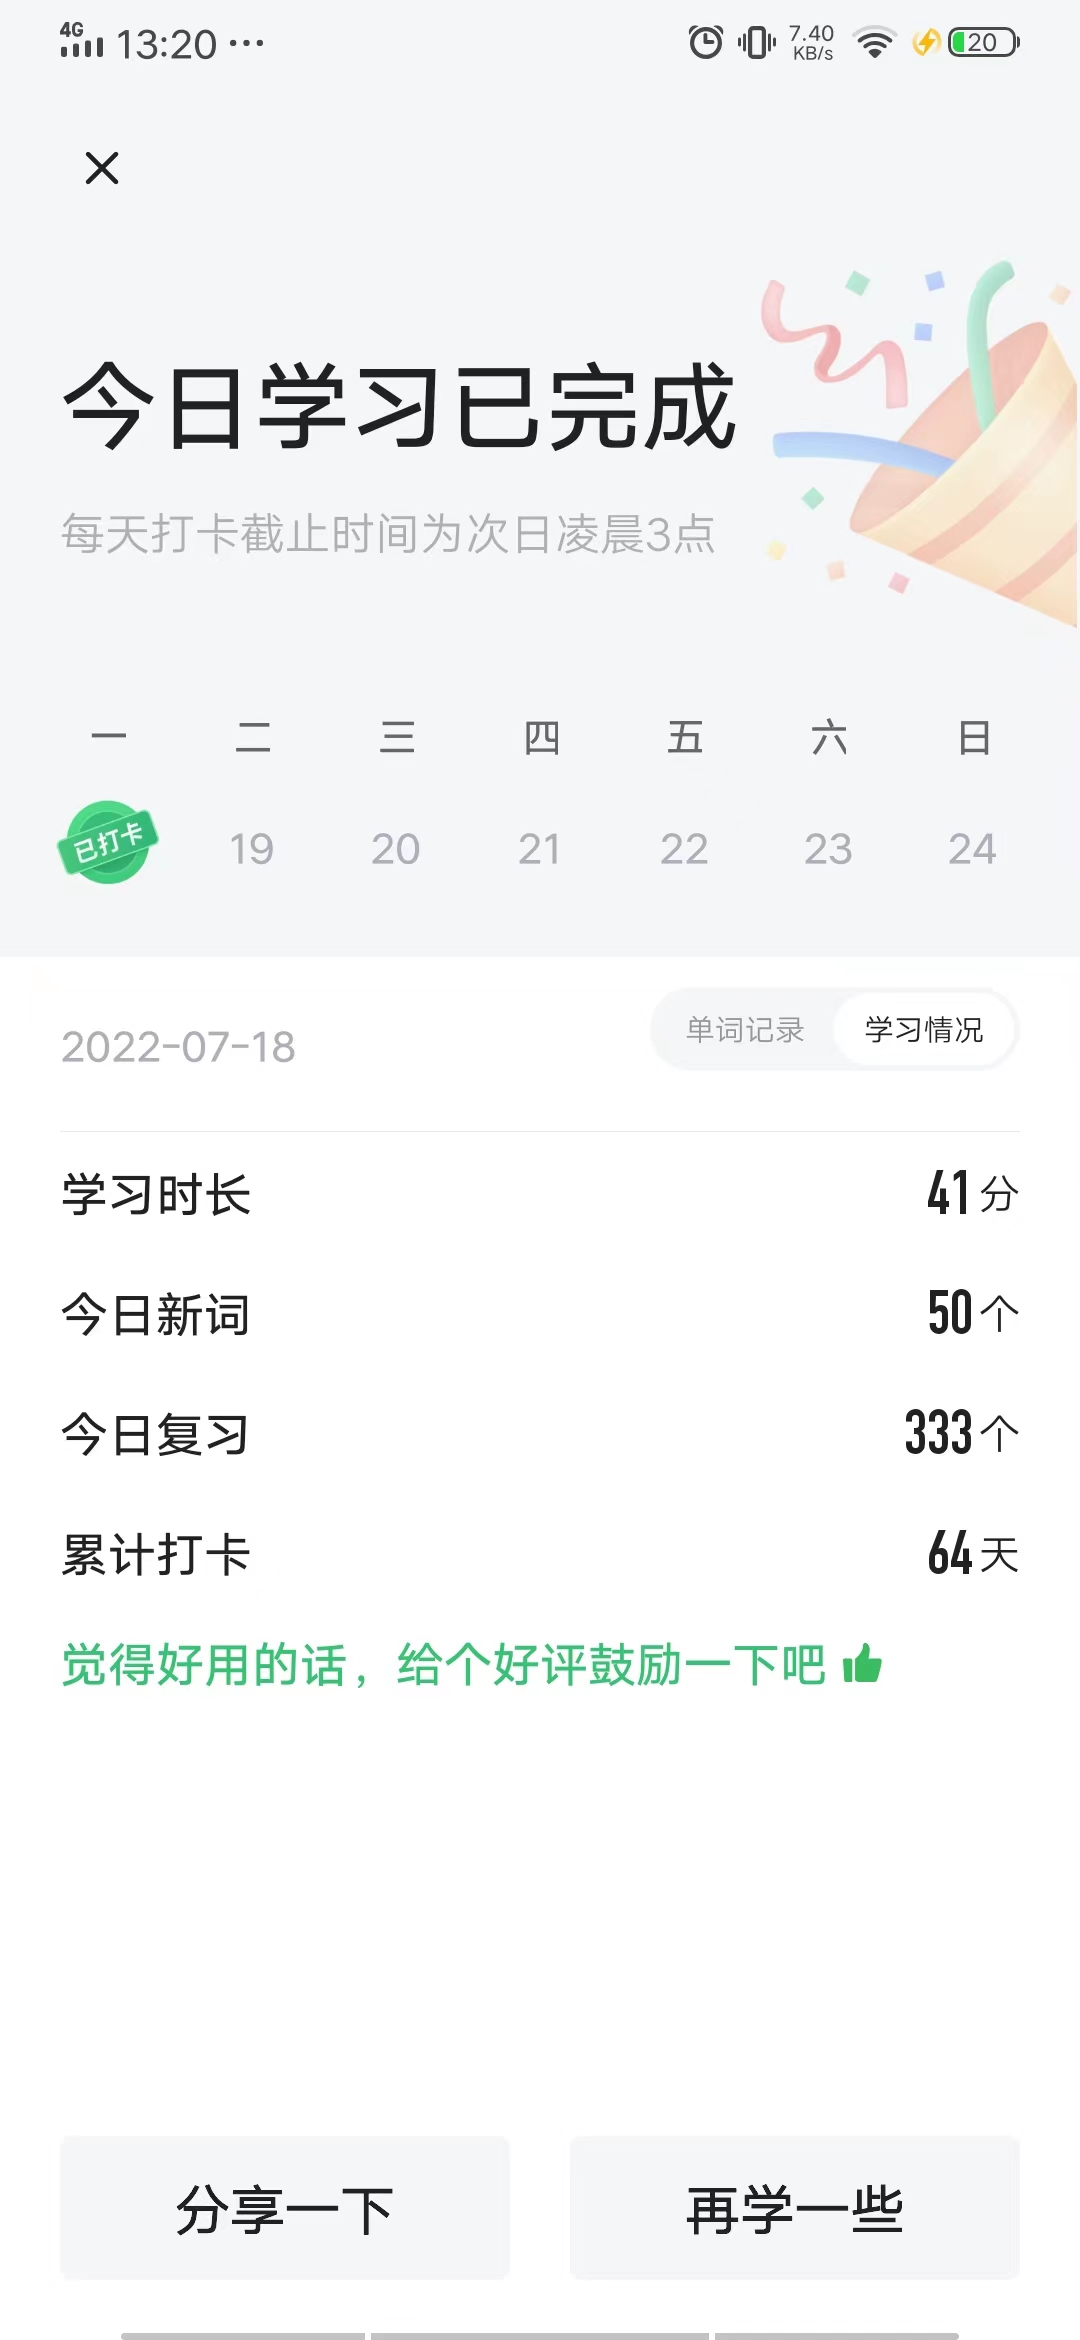 4G 13:20 ··· 7.40 KB/s 20
今日学习已完成
每天打卡截止时间为次日凌晨3点
一 二 三 四 五 六 日
已打卡 19 20 21 22 23 24
2022-07-18 单词记录 学习情况
学习时长 41分
今日新词 50个
今日复习 333个
累计打卡 64天
觉得好用的话，给个好评鼓励一下吧
分享一下 再学一些